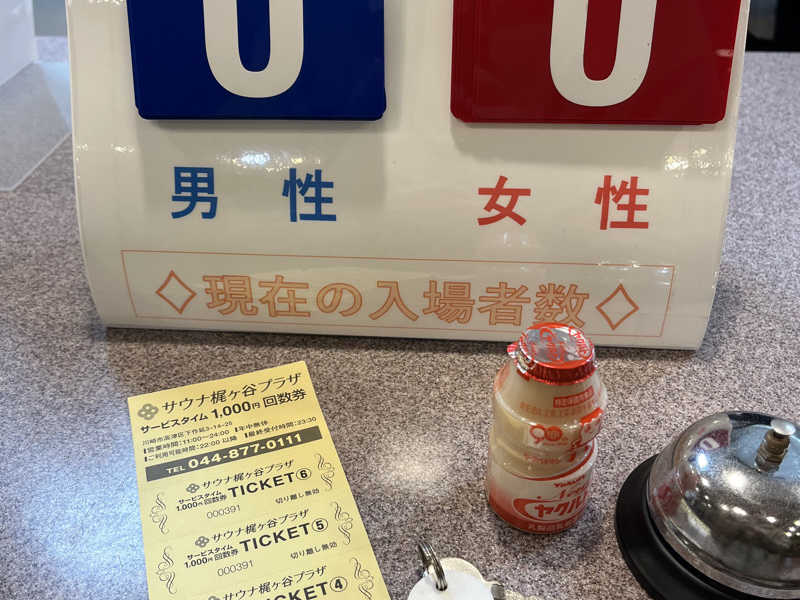 0
0
男性
女性
◇現在の入場者数◇
サウナ梶ヶ谷プラザ
サービスタイム 1,000円 回数券
川崎市高津区下作延3-14-25
営業時間:11:00〜24:00 年中無休
ご利用可能時間:22:00 以降 最終受付時間:23:30
TEL 044-877-0111
サウナ梶ヶ谷プラザ
サービスタイム
1,000円 回数券 TICKET⑥
000391
切り離し無効
サウナ梶ヶ谷プラザ
サービスタイム
1,000円 回数券 TICKET⑤
000391
切り離し無効
サウナ梶ヶ谷プラザ
TICKET④
90
Yakult
ヤクル